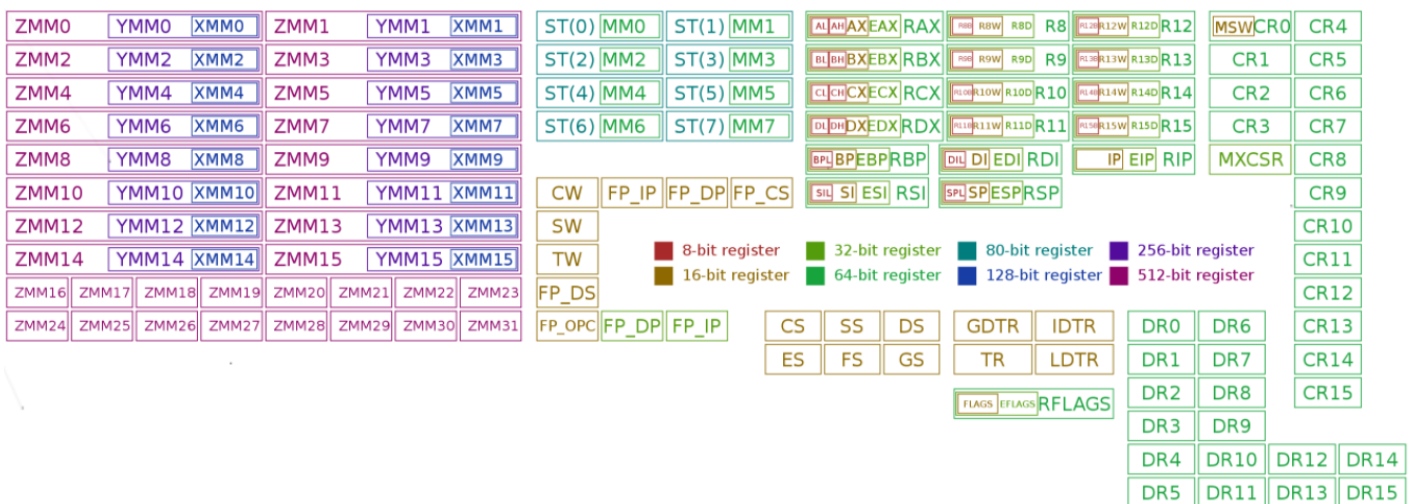 ZMM0 YMM0 XMM0 ZMM1 YMM1 XMM1 ST(0) MM0 ST(1) MM1 AL AH AX EAX RAX R8B R8W R8D R8 R12B R12W R12D R12 MSW CR0 CR4
ZMM2 YMM2 XMM2 ZMM3 YMM3 XMM3 ST(2) MM2 ST(3) MM3 BL BH BX EBX RBX R9B R9W R9D R9 R13B R13W R13D R13 CR1 CR5
ZMM4 YMM4 XMM4 ZMM5 YMM5 XMM5 ST(4) MM4 ST(5) MM5 CL CH CX ECX RCX R10B R10W R10D R10 R14B R14W R14D R14 CR2 CR6
ZMM6 YMM6 XMM6 ZMM7 YMM7 XMM7 ST(6) MM6 ST(7) MM7 DL DH DX EDX RDX R11B R11W R11D R11 R15B R15W R15D R15 CR3 CR7
ZMM8 YMM8 XMM8 ZMM9 YMM9 XMM9 BPL BP EBP RBP DIL DI EDI RDI IP EIP RIP MXCSR CR8
ZMM10 YMM10 XMM10 ZMM11 YMM11 XMM11 CW FP_IP FP_DP FP_CS SIL SI ESI RSI SPL SP ESP RSP CR9
ZMM12 YMM12 XMM12 ZMM13 YMM13 XMM13 SW CR10
8-bit register 32-bit register 80-bit register 256-bit register
ZMM14 YMM14 XMM14 ZMM15 YMM15 XMM15 TW CR11
16-bit register 64-bit register 128-bit register 512-bit register
ZMM16 ZMM17 ZMM18 ZMM19 ZMM20 ZMM21 ZMM22 ZMM23 FP_DS CR12
ZMM24 ZMM25 ZMM26 ZMM27 ZMM28 ZMM29 ZMM30 ZMM31 FP_OPC FP_DP FP_IP CS SS DS GDTR IDTR DR0 DR6 CR13
ES FS GS TR LDTR DR1 DR7 CR14
DR2 DR8 CR15
FLAGS EFLAGS RFLAGS
DR3 DR9
DR4 DR10 DR12 DR14
DR5 DR11 DR13 DR15